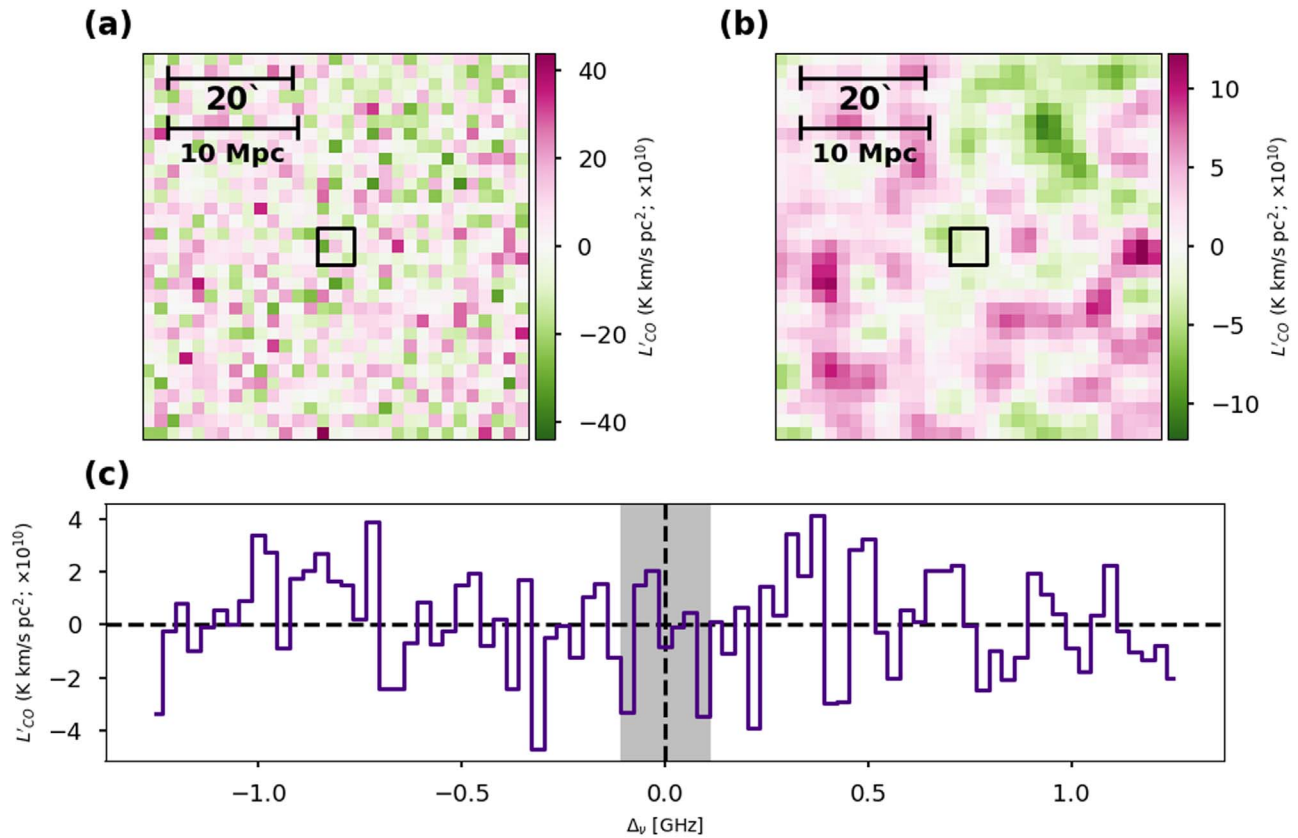 (a)
(b)
20`
10 Mpc
40
20
0
−20
−40
L'CO (K km/s pc²; ×10¹⁰)
20`
10 Mpc
10
5
0
−5
−10
L'CO (K km/s pc²; ×10¹⁰)
(c)
4
2
0
−2
−4
L'CO (K km/s pc²; ×10¹⁰)
−1.0 −0.5 0.0 0.5 1.0
Δν [GHz]